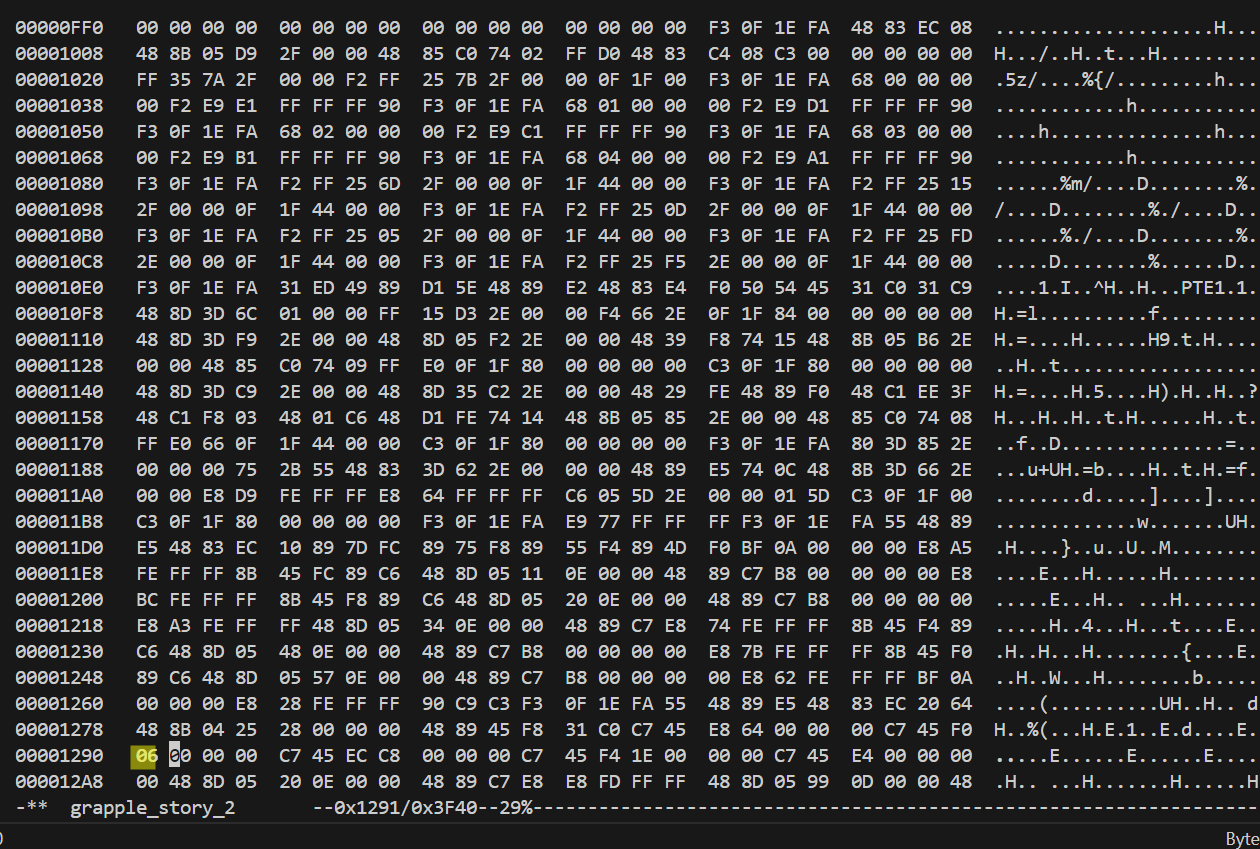 00000FF0 00 00 00 00 00 00 00 00 00 00 00 00 00 00 00 00 F3 0F 1E FA 48 83 EC 08 ....................H...
00001008 48 8B 05 D9 2F 00 00 48 85 C0 74 02 FF D0 48 83 C4 08 C3 00 00 00 00 00 H.../..H..t...H.........
00001020 FF 35 7A 2F 00 00 F2 FF 25 7B 2F 00 00 0F 1F 00 F3 0F 1E FA 68 00 00 00 .5z/....%{/.........h...
00001038 00 F2 E9 E1 FF FF FF 90 F3 0F 1E FA 68 01 00 00 00 F2 E9 D1 FF FF FF 90 ............h...........
00001050 F3 0F 1E FA 68 02 00 00 00 F2 E9 C1 FF FF FF 90 F3 0F 1E FA 68 03 00 00 ....h...............h...
00001068 00 F2 E9 B1 FF FF FF 90 F3 0F 1E FA 68 04 00 00 00 F2 E9 A1 FF FF FF 90 ............h...........
00001080 F3 0F 1E FA F2 FF 25 6D 2F 00 00 0F 1F 44 00 00 F3 0F 1E FA F2 FF 25 15 ......%m/....D........%.
00001098 2F 00 00 0F 1F 44 00 00 F3 0F 1E FA F2 FF 25 0D 2F 00 00 0F 1F 44 00 00 /....D........%./....D..
000010B0 F3 0F 1E FA F2 FF 25 05 2F 00 00 0F 1F 44 00 00 F3 0F 1E FA F2 FF 25 FD ......%./....D........%.
000010C8 2E 00 00 0F 1F 44 00 00 F3 0F 1E FA F2 FF 25 F5 2E 00 00 0F 1F 44 00 00 .....D........%......D..
000010E0 F3 0F 1E FA 31 ED 49 89 D1 5E 48 89 E2 48 83 E4 F0 50 54 45 31 C0 31 C9 ....1.I..^H..H...PTE1.1.
000010F8 48 8D 3D 6C 01 00 00 FF 15 D3 2E 00 00 F4 66 2E 0F 1F 84 00 00 00 00 00 H.=l..........f.........
00001110 48 8D 3D F9 2E 00 00 48 8D 05 F2 2E 00 00 48 39 F8 74 15 48 8B 05 B6 2E H.=....H......H9.t.H....
00001128 00 00 48 85 C0 74 09 FF E0 0F 1F 80 00 00 00 00 C3 0F 1F 80 00 00 00 00 ..H..t..................
00001140 48 8D 3D C9 2E 00 00 48 8D 35 C2 2E 00 00 48 29 FE 48 89 F0 48 C1 EE 3F H.=....H.5....H).H..H..?
00001158 48 C1 F8 03 48 01 C6 48 D1 FE 74 14 48 8B 05 85 2E 00 00 48 85 C0 74 08 H...H..H..t.H......H..t.
00001170 FF E0 66 0F 1F 44 00 00 C3 0F 1F 80 00 00 00 00 F3 0F 1E FA 80 3D 85 2E ..f..D...............=..
00001188 00 00 00 75 2B 55 48 83 3D 62 2E 00 00 00 48 89 E5 74 0C 48 8B 3D 66 2E ...u+UH.=b....H..t.H.=f.
000011A0 00 00 E8 D9 FE FF FF E8 64 FF FF FF C6 05 5D 2E 00 00 01 5D C3 0F 1F 00 ........d.....]....]....
000011B8 C3 0F 1F 80 00 00 00 00 F3 0F 1E FA E9 77 FF FF FF F3 0F 1E FA 55 48 89 .............w.......UH.
000011D0 E5 48 83 EC 10 89 7D FC 89 75 F8 89 55 F4 89 4D F0 BF 0A 00 00 00 E8 A5 .H....}..u..U..M........
000011E8 FE FF FF 8B 45 FC 89 C6 48 8D 05 11 0E 00 00 48 89 C7 B8 00 00 00 00 E8 ....E...H......H........
00001200 BC FE FF FF 8B 45 F8 89 C6 48 8D 05 20 0E 00 00 48 89 C7 B8 00 00 00 00 .....E...H.. ...H.......
00001218 E8 A3 FE FF FF 48 8D 05 34 0E 00 00 48 89 C7 E8 74 FE FF FF 8B 45 F4 89 .....H..4...H...t....E..
00001230 C6 48 8D 05 48 0E 00 00 48 89 C7 B8 00 00 00 00 E8 7B FE FF FF 8B 45 F0 .H..H...H........{....E.
00001248 89 C6 48 8D 05 57 0E 00 00 48 89 C7 B8 00 00 00 00 E8 62 FE FF FF BF 0A ..H..W...H........b.....
00001260 00 00 00 E8 28 FE FF FF 90 C9 C3 F3 0F 1E FA 55 48 89 E5 48 83 EC 20 64 ....(..........UH..H.. d
00001278 48 8B 04 25 28 00 00 00 48 89 45 F8 31 C0 C7 45 E8 64 00 00 00 C7 45 F0 H..%(...H.E.1..E.d....E.
00001290 06 00 00 00 C7 45 EC C8 00 00 00 C7 45 F4 1E 00 00 00 C7 45 E4 00 00 00 .....E......E......E....
000012A8 00 48 8D 05 20 0E 00 00 48 89 C7 E8 E8 FD FF FF 48 8D 05 99 0D 00 00 48 .H.. ...H.......H......H
-** grapple_story_2 --0x1291/0x3F40--29%--------------------------------------------------------
Byte